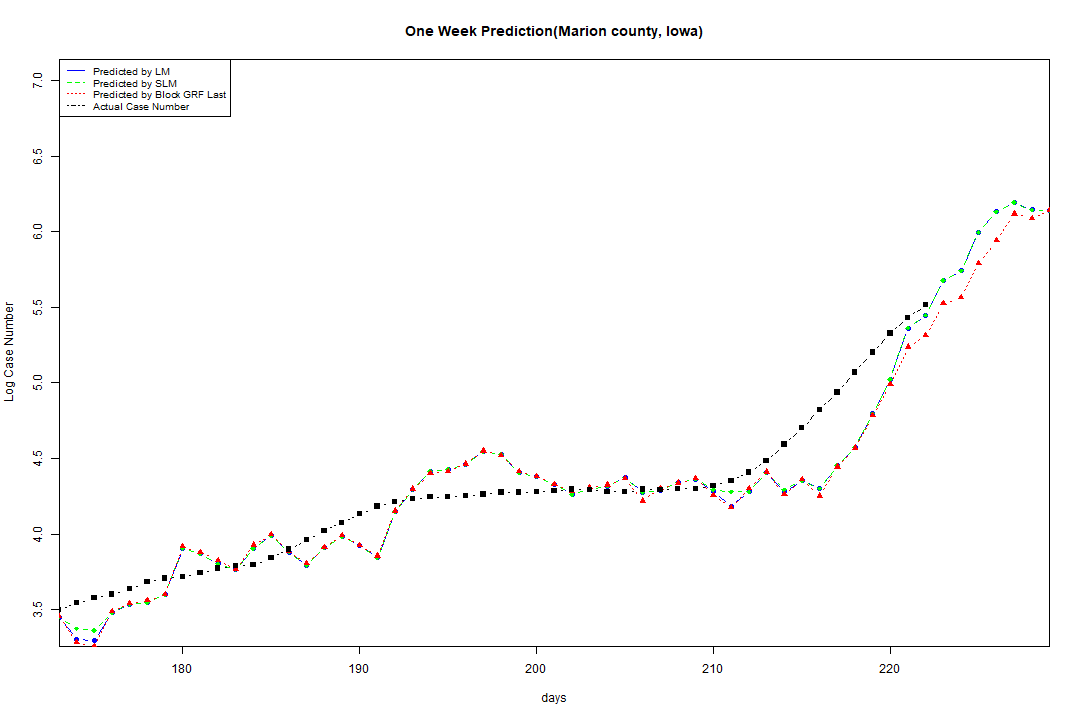 One Week Prediction(Marion county, Iowa)
Predicted by LM
Predicted by SLM
Predicted by Block GRF Last
Actual Case Number
7.0
6.5
6.0
5.5
5.0
4.5
4.0
3.5
Log Case Number
180 190 200 210 220
days